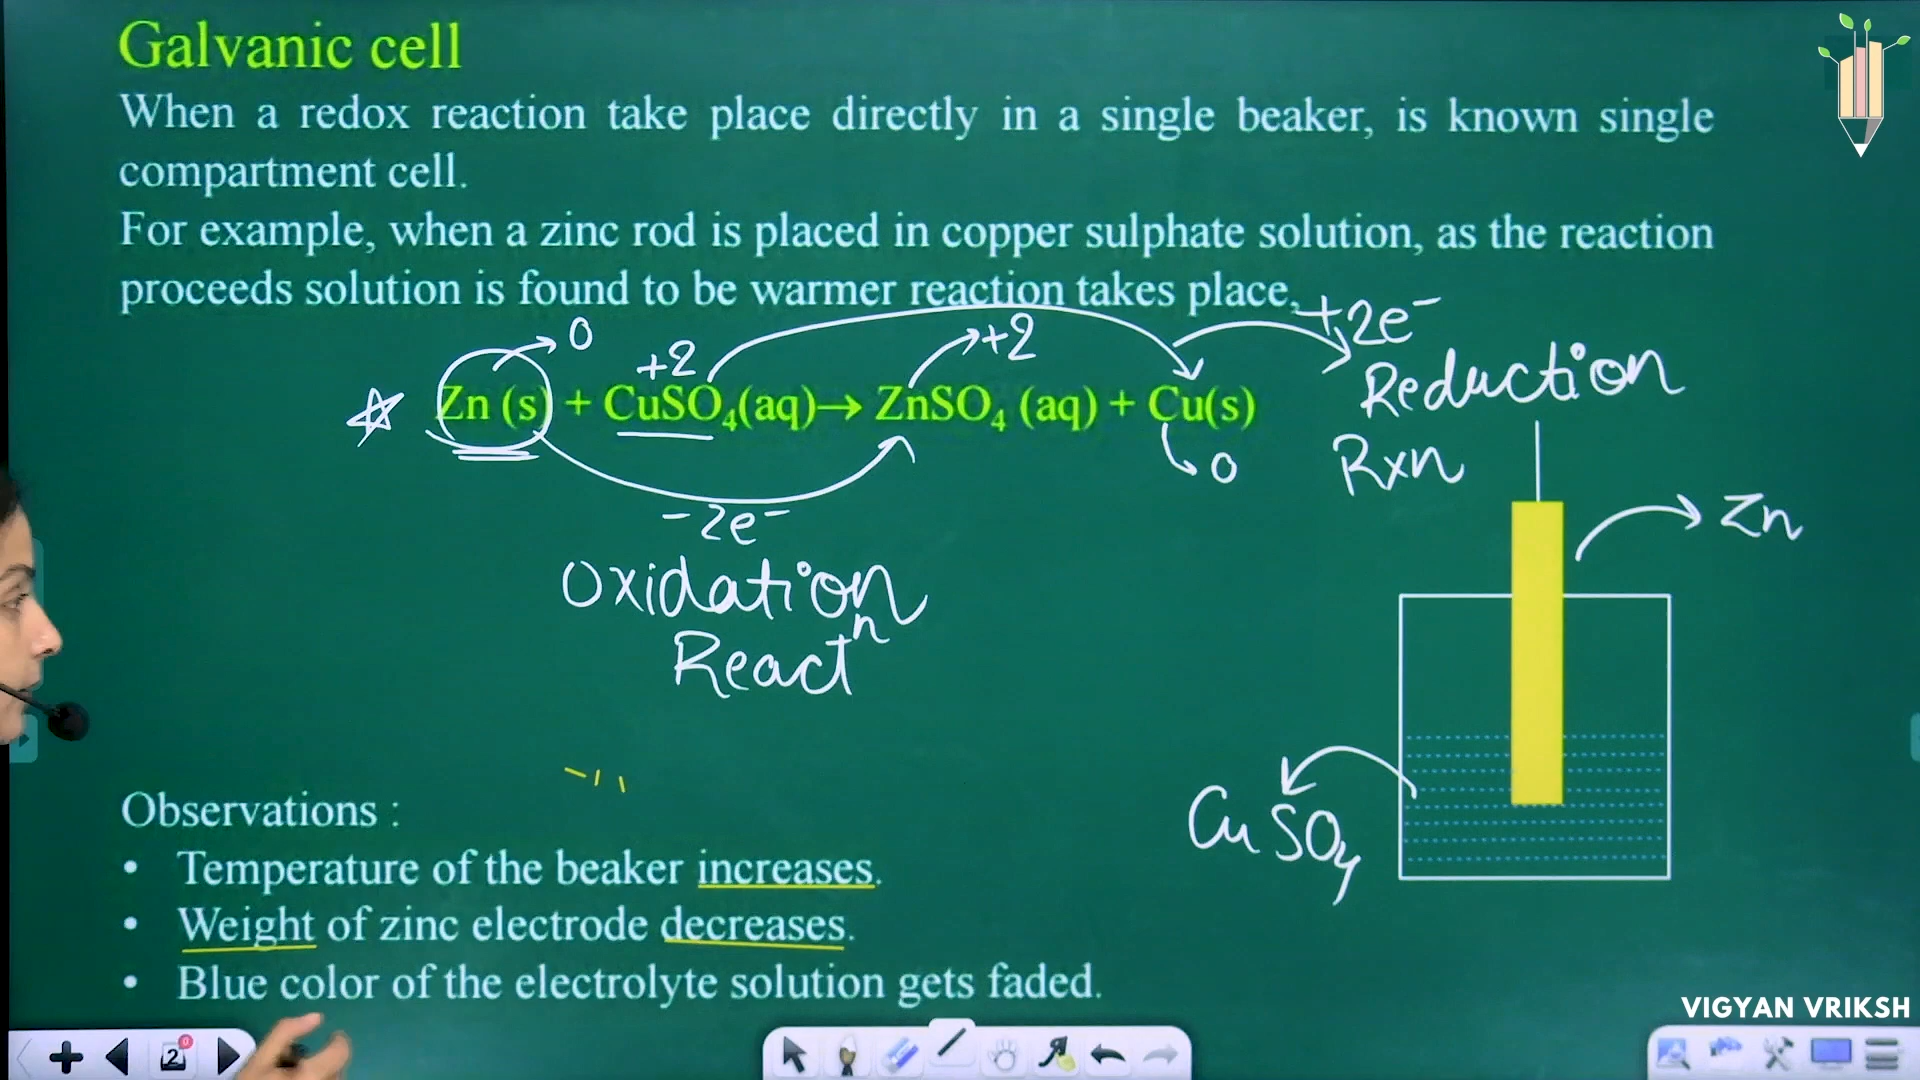 Galvanic cell
When a redox reaction take place directly in a single beaker, is known single
compartment cell.
For example, when a zinc rod is placed in copper sulphate solution, as the reaction
proceeds solution is found to be warmer reaction takes place,
+2e⁻
0
+2
+2
Reduction
Rxn
Zn (s) + CuSO₄(aq)→ ZnSO₄ (aq) + Cu(s)
0
-2e⁻
Oxidation
Reactⁿ
Zn
CuSO₄
Observations :
• Temperature of the beaker increases.
• Weight of zinc electrode decreases.
• Blue color of the electrolyte solution gets faded.
VIGYAN VRIKSH
2
0